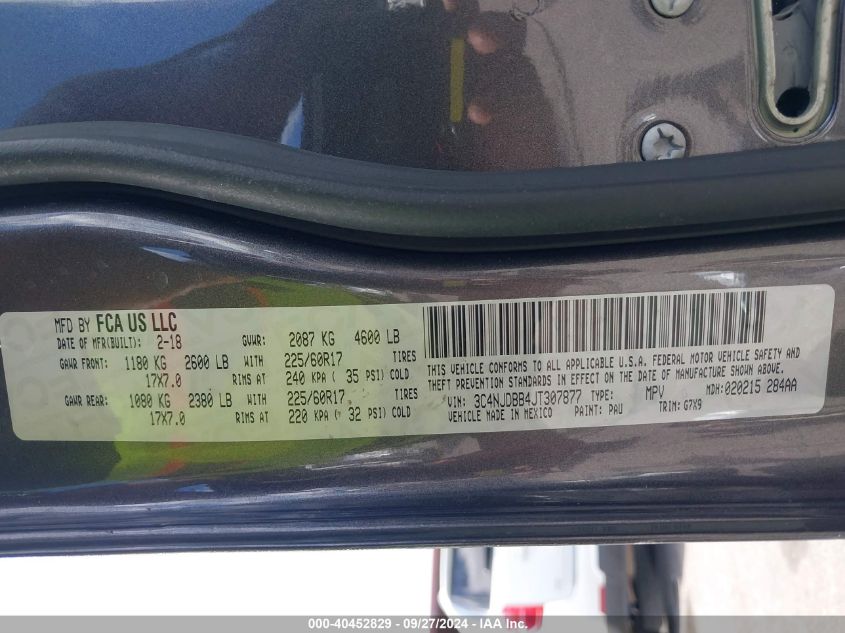 MFD BY FCA US LLC
DATE OF MFR(BUILT): 2-18 GVWR: 2087 KG 4600 LB
GAWR FRONT: 1180 KG 2600 LB WITH 225/60R17 TIRES
17X7.0 RIMS AT 240 KPA ( 35 PSI) COLD
GAWR REAR: 1080 KG 2380 LB WITH 225/60R17 TIRES
17X7.0 RIMS AT 220 KPA ( 32 PSI) COLD
THIS VEHICLE CONFORMS TO ALL APPLICABLE U.S.A. FEDERAL MOTOR VEHICLE SAFETY AND
THEFT PREVENTION STANDARDS IN EFFECT ON THE DATE OF MANUFACTURE SHOWN ABOVE.
VIN: 3C4NJDBB4JT307877 TYPE: MPV MDH:020215 284AA
VEHICLE MADE IN MEXICO PAINT: PAU TRIM: G7X9
000-40452829 - 09/27/2024 - IAA Inc.